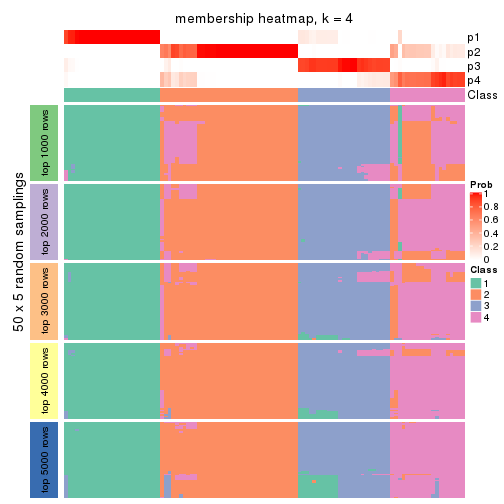 membership heatmap, k = 4
p1
p2
p3
p4
Class
50 x 5 random samplings
top 1000 rows
top 2000 rows
top 3000 rows
top 4000 rows
top 5000 rows
Prob
1
0.8
0.6
0.4
0.2
0
Class
1
2
3
4